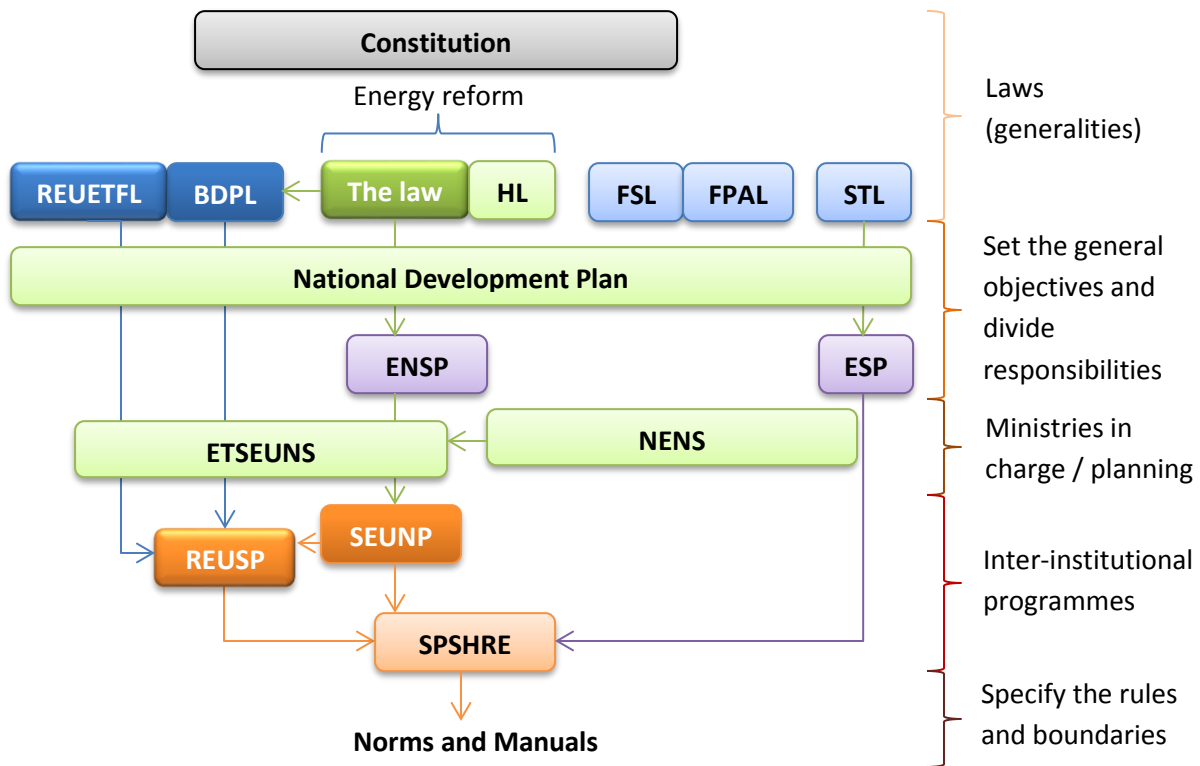 Constitution
Energy reform
REUETFL
BDPL
The law
HL
FSL
FPAL
STL
National Development Plan
ENSP
ESP
ETSEUNS
NENS
SEUNP
REUSP
SPSHRE
Norms and Manuals
Laws
(generalities)
Set the general
objectives and
divide
responsibilities
Ministries in
charge / planning
Inter-institutional
programmes
Specify the rules
and boundaries